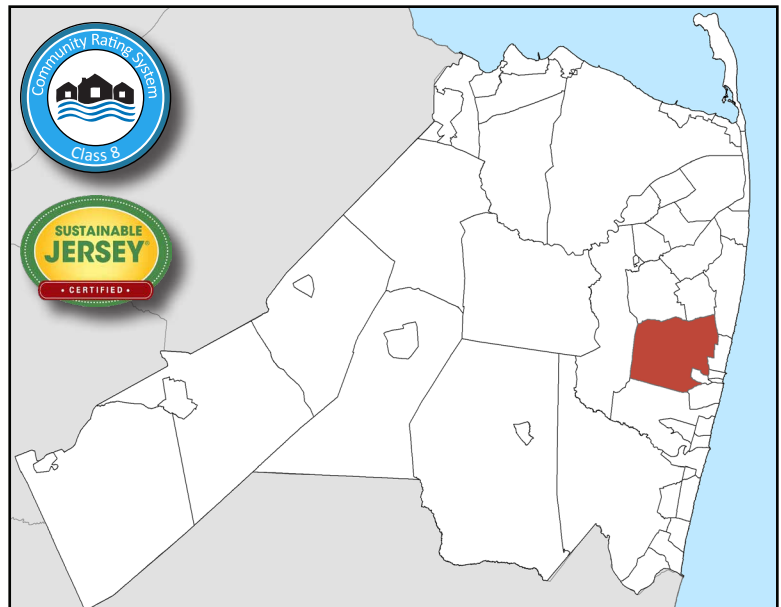 Community Rating System
Class 8
SUSTAINABLE
JERSEY®
• CERTIFIED •